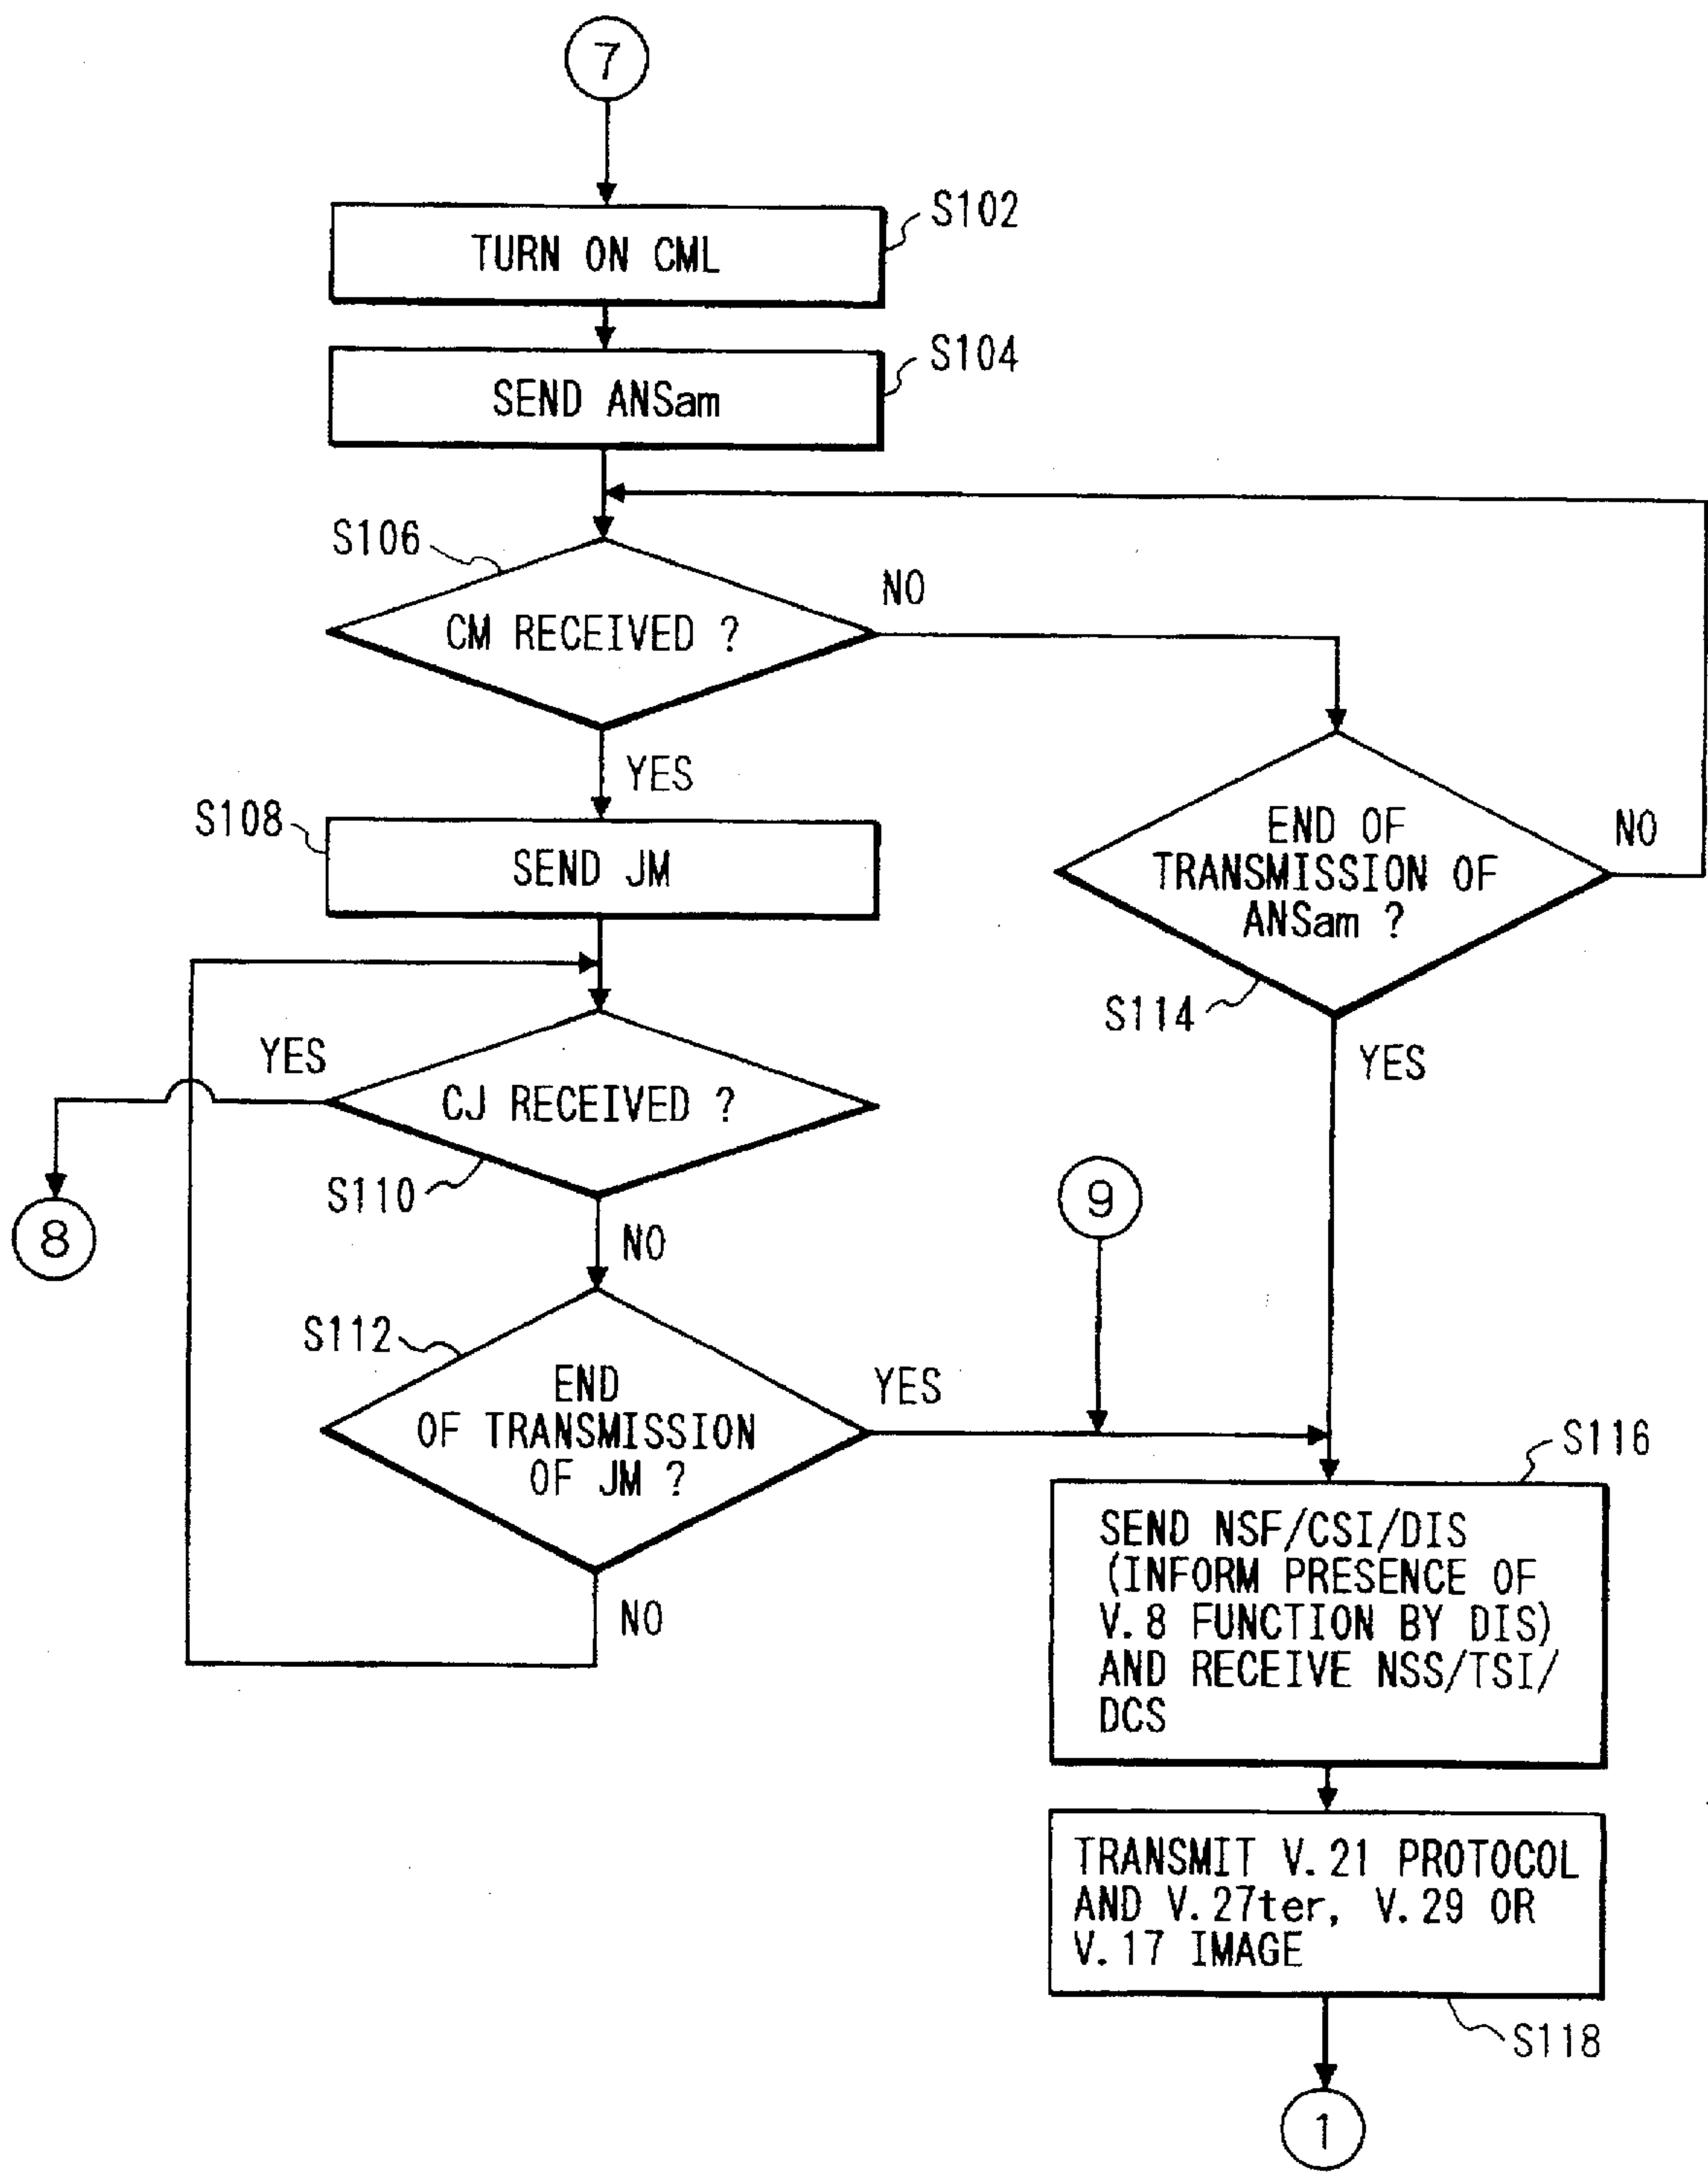 7
S102
TURN ON CML
S104
SEND ANSam
S106
CM RECEIVED ?
NO
YES
S108
SEND JM
END OF
TRANSMISSION OF
ANSam ?
NO
S114
YES
YES
CJ RECEIVED ?
S110
8
NO
9
S112
END
OF TRANSMISSION
OF JM ?
YES
NO
S116
SEND NSF/CSI/DIS
(INFORM PRESENCE OF
V.8 FUNCTION BY DIS)
AND RECEIVE NSS/TSI/
DCS
TRANSMIT V.21 PROTOCOL
AND V.27ter, V.29 OR
V.17 IMAGE
S118
1